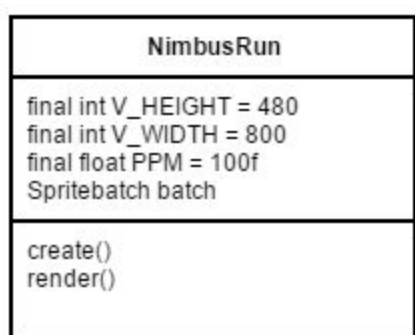 NimbusRun
final int V_HEIGHT = 480
final int V_WIDTH = 800
final float PPM = 100f
Spritebatch batch
create()
render()